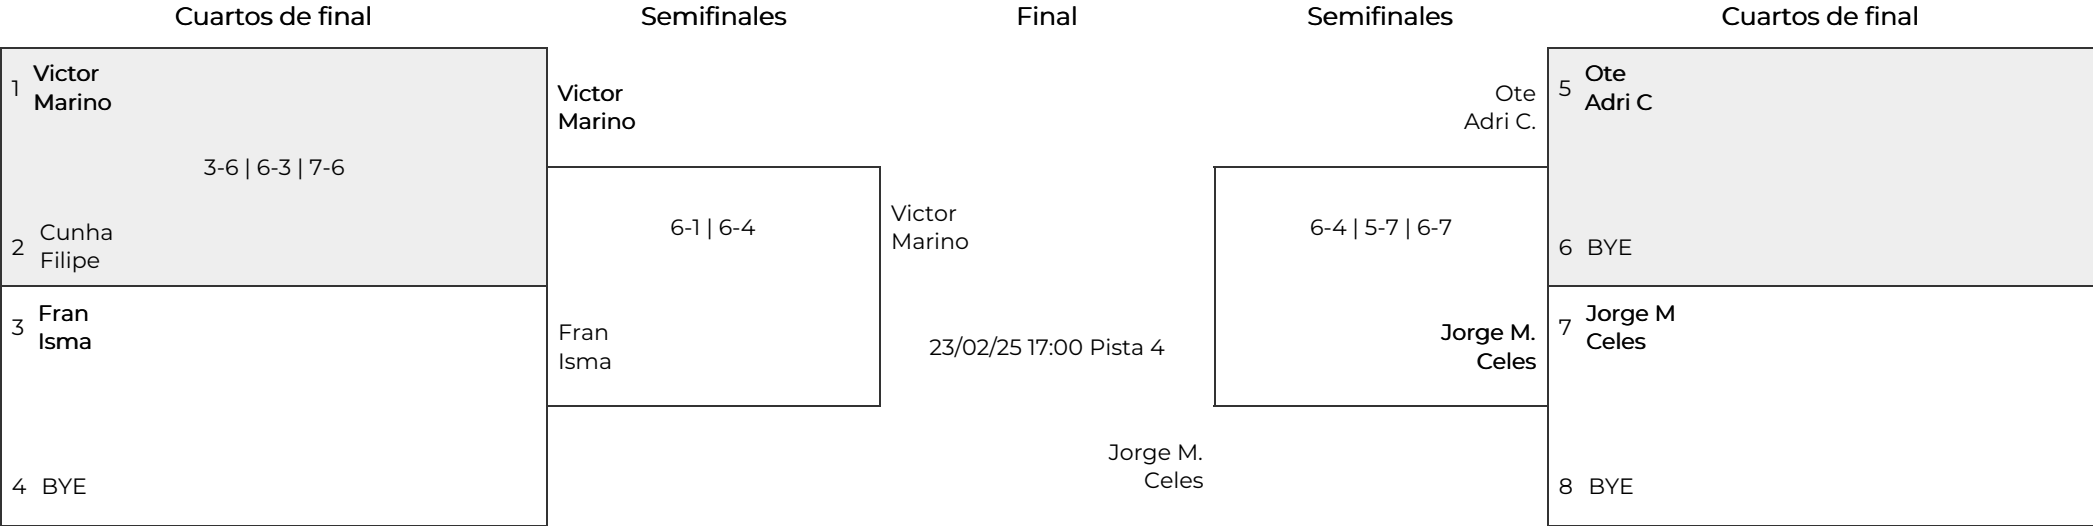 Cuartos de final
Semifinales
Final
Semifinales
Cuartos de final
1
Victor
Marino
3-6 | 6-3 | 7-6
2
Cunha
Filipe
3
Fran
Isma
4 BYE
Victor
Marino
6-1 | 6-4
Fran
Isma
Victor
Marino
23/02/25 17:00 Pista 4
Jorge M.
Celes
Ote
Adri C.
6-4 | 5-7 | 6-7
Jorge M.
Celes
5
Ote
Adri C
6 BYE
7
Jorge M
Celes
8 BYE